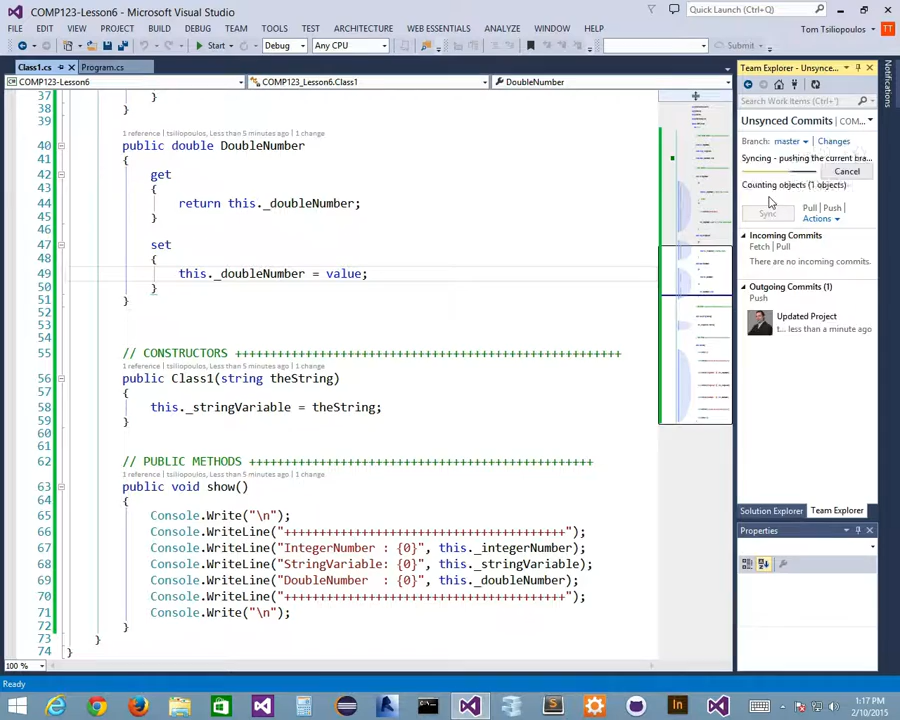 COMP123-Lesson6 - Microsoft Visual Studio
Quick Launch (Ctrl+Q)
FILE EDIT VIEW PROJECT BUILD DEBUG TEAM TOOLS TEST ARCHITECTURE WEB ESSENTIALS ANALYZE WINDOW HELP
Tom Tsiliopoulos TT
Start Debug Any CPU Submit
Class1.cs Program.cs
COMP123-Lesson6 COMP123_Lesson6.Class1 DoubleNumber
37 }
38 }
39
1 reference | tsiliopoulos, Less than 5 minutes ago | 1 change
40 public double DoubleNumber
41 {
42 get
43 {
44 return this._doubleNumber;
45 }
46
47 set
48 {
49 this._doubleNumber = value;
50 }
51 }
52
53
54
55 // CONSTRUCTORS +++++++++++++++++++++++++++++++++++++++++++++++++++++++
1 reference | tsiliopoulos, Less than 5 minutes ago | 1 change
56 public Class1(string theString)
57 {
58 this._stringVariable = theString;
59 }
60
61
62 // PUBLIC METHODS +++++++++++++++++++++++++++++++++++++++++++++++++
1 reference | tsiliopoulos, Less than 5 minutes ago | 1 change
63 public void show()
64 {
65 Console.Write("\n");
66 Console.WriteLine("++++++++++++++++++++++++++++++++++++++++");
67 Console.WriteLine("IntegerNumber : {0}", this._integerNumber);
68 Console.WriteLine("StringVariable: {0}", this._stringVariable);
69 Console.WriteLine("DoubleNumber  : {0}", this._doubleNumber);
70 Console.WriteLine("++++++++++++++++++++++++++++++++++++++++");
71 Console.Write("\n");
72 }
73 }
74 }
100 %
Team Explorer - Unsynce...
Search Work Items (Ctrl+')
Unsynced Commits | COM...
Branch: master Changes
Syncing - pushing the current bra...
Cancel
Counting objects (1 objects)
Sync Pull | Push |
Actions
Incoming Commits
Fetch | Pull
There are no incoming commits.
Outgoing Commits (1)
Push
Updated Project
t... less than a minute ago
Solution Explorer Team Explorer
Properties
Notifications
Ready
In
1:17 PM
2/10/2015